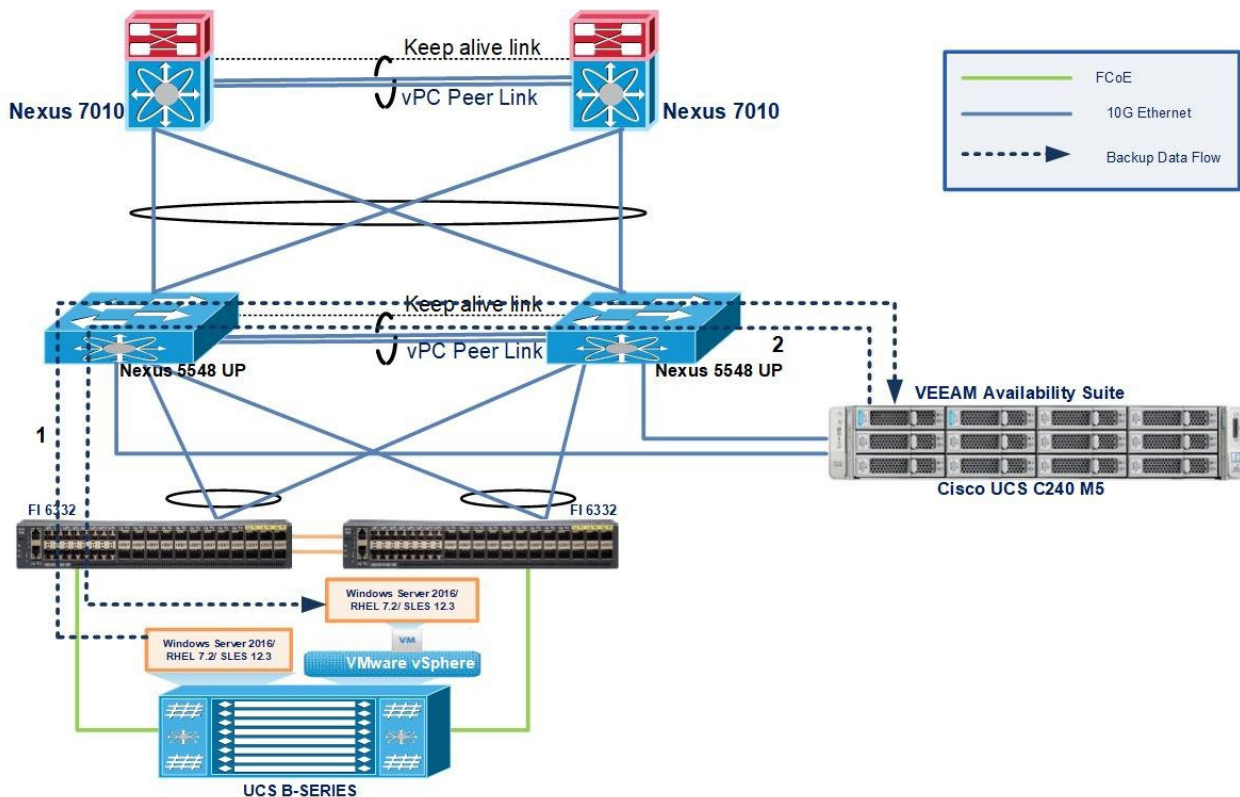 Keep alive link
FCoE
vPC Peer Link
Nexus 7010
Nexus 7010
10G Ethernet
Backup Data Flow
Keep alive link
vPC Peer Link
2
Nexus 5548 UP
Nexus 5548 UP
VEEAM Availability Suite
1
Cisco UCS C240 M5
FI 6332
FI 6332
Windows Server 2016/
RHEL 7.2/ SLES 12.3
Windows Server 2016/
RHEL 7.2/ SLES 12.3
VM
VMware vSphere
UCS B-SERIES